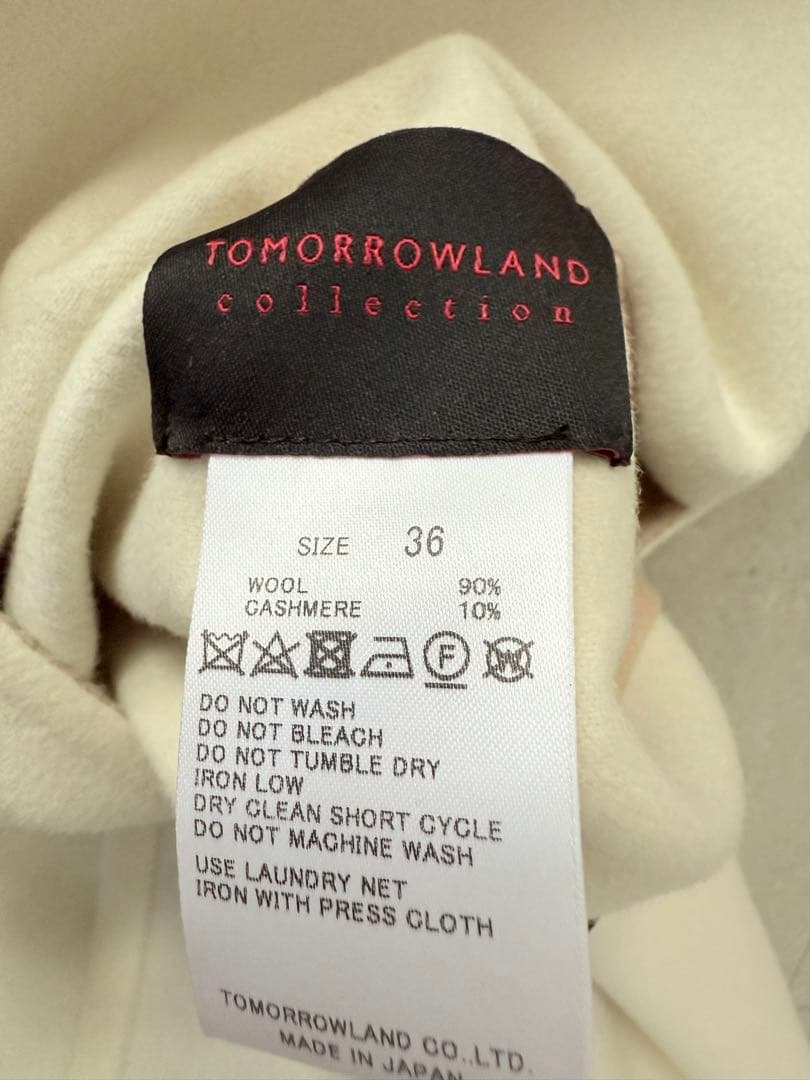 TOMORROWLAND
collection
SIZE 36
WOOL 90%
CASHMERE 10%
F W
DO NOT WASH
DO NOT BLEACH
DO NOT TUMBLE DRY
IRON LOW
DRY CLEAN SHORT CYCLE
DO NOT MACHINE WASH
USE LAUNDRY NET
IRON WITH PRESS CLOTH
TOMORROWLAND CO.,LTD.
MADE IN JAPAN